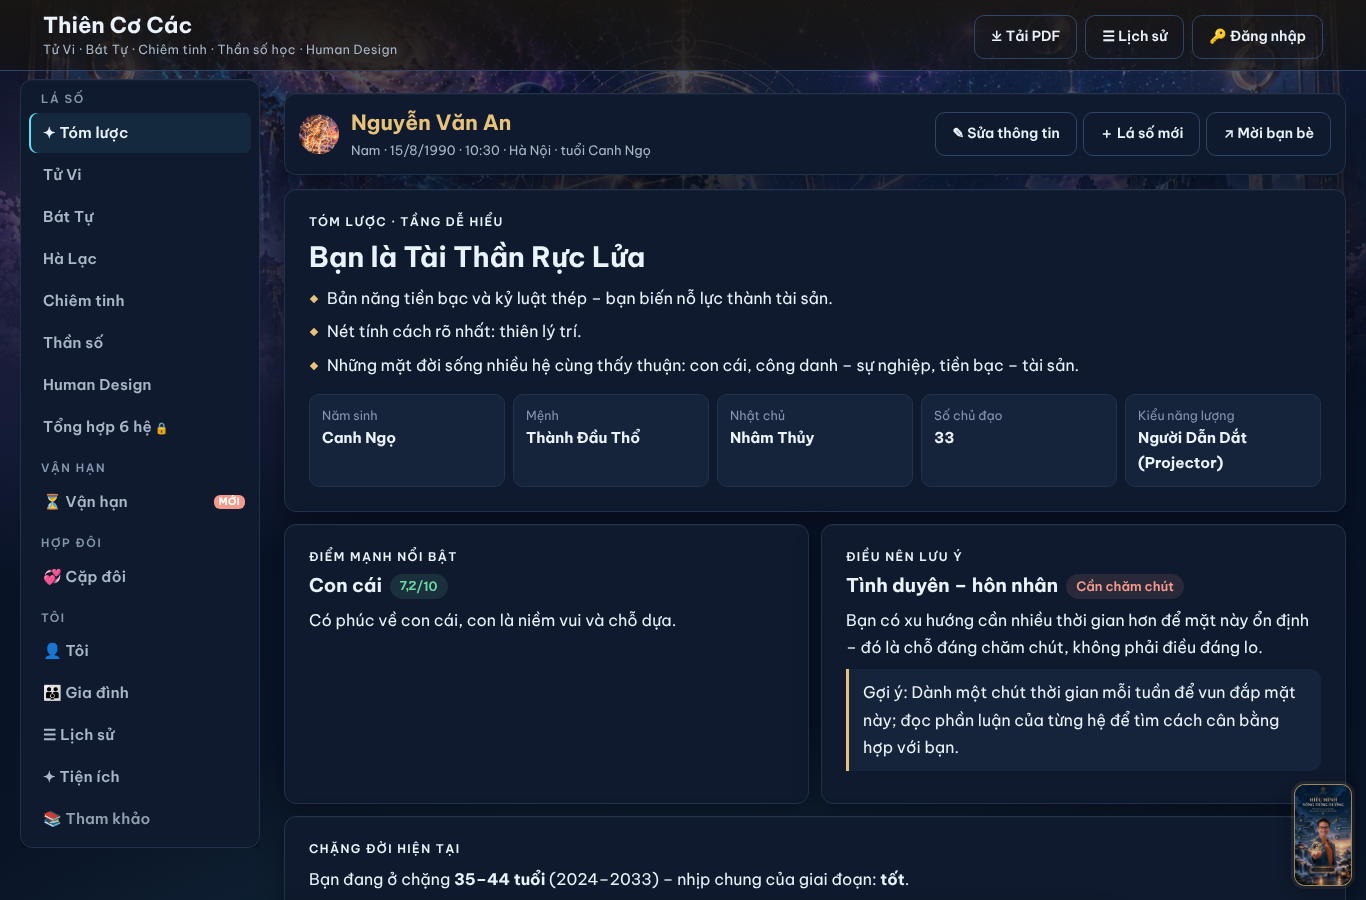 Thiên Cơ Các
Tử Vi · Bát Tự · Chiêm tinh · Thần số học · Human Design
Tải PDF
Lịch sử
Đăng nhập
LÁ SỐ
Tóm lược
Tử Vi
Bát Tự
Hà Lạc
Chiêm tinh
Thần số
Human Design
Tổng hợp 6 hệ
VẬN HẠN
Vận hạn
MỚI
HỢP ĐÔI
Cặp đôi
TÔI
Tôi
Gia đình
Lịch sử
Tiện ích
Tham khảo
Nguyễn Văn An
Nam · 15/8/1990 · 10:30 · Hà Nội · tuổi Canh Ngọ
Sửa thông tin
+ Lá số mới
Mời bạn bè
TÓM LƯỢC · TẦNG DỄ HIỂU
Bạn là Tài Thần Rực Lửa
Bản năng tiền bạc và kỷ luật thép – bạn biến nỗ lực thành tài sản.
Nét tính cách rõ nhất: thiên lý trí.
Những mặt đời sống nhiều hệ cùng thấy thuận: con cái, công danh – sự nghiệp, tiền bạc – tài sản.
Năm sinh
Canh Ngọ
Mệnh
Thành Đầu Thổ
Nhật chủ
Nhâm Thủy
Số chủ đạo
33
Kiểu năng lượng
Người Dẫn Dắt
(Projector)
ĐIỂM MẠNH NỔI BẬT
Con cái 7,2/10
Có phúc về con cái, con là niềm vui và chỗ dựa.
ĐIỀU NÊN LƯU Ý
Tình duyên – hôn nhân Cần chăm chút
Bạn có xu hướng cần nhiều thời gian hơn để mặt này ổn định
– đó là chỗ đáng chăm chút, không phải điều đáng lo.
Gợi ý: Dành một chút thời gian mỗi tuần để vun đắp mặt
này; đọc phần luận của từng hệ để tìm cách cân bằng
hợp với bạn.
CHẶNG ĐỜI HIỆN TẠI
Bạn đang ở chặng 35–44 tuổi (2024–2033) – nhịp chung của giai đoạn: tốt.
HIỂU MÌNH
SỐNG ĐÚNG HƯỚNG